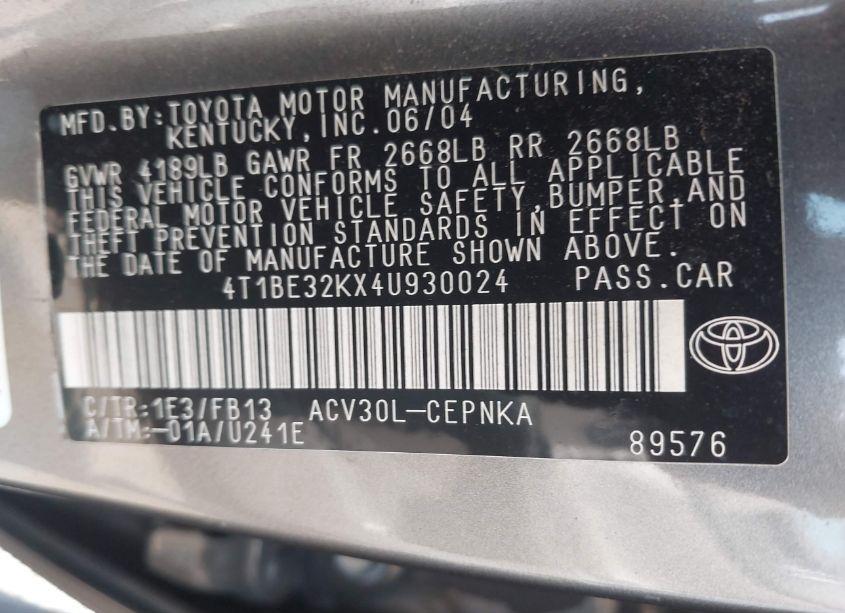 MFD.BY:TOYOTA MOTOR MANUFACTURING,
KENTUCKY,INC.06/04
GVWR 4189LB GAWR FR 2668LB RR 2668LB
THIS VEHICLE CONFORMS TO ALL APPLICABLE
FEDERAL MOTOR VEHICLE SAFETY,BUMPER,AND
THEFT PREVENTION STANDARDS IN EFFECT ON
THE DATE OF MANUFACTURE SHOWN ABOVE.
4T1BE32KX4U930024 PASS.CAR
C/TR:1E3/FB13 ACV30L-CEPNKA
A/TM:-01A/U241E
89576